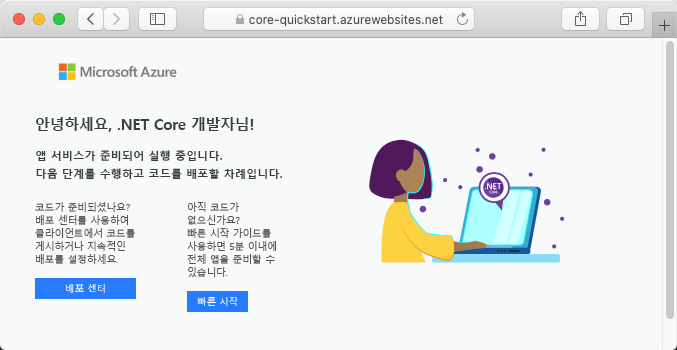 core-quickstart.azurewebsites.net
Microsoft Azure
안녕하세요, .NET Core 개발자님!
앱 서비스가 준비되어 실행 중입니다.
다음 단계를 수행하고 코드를 배포할 차례입니다.
코드가 준비되셨나요?
배포 센터를 사용하여
클라이언트에서 코드를
게시하거나 지속적인
배포를 설정하세요.
배포 센터
아직 코드가
없으신가요?
빠른 시작 가이드를
사용하면 5분 이내에
전체 앱을 준비할 수
있습니다.
빠른 시작
.NET
Core